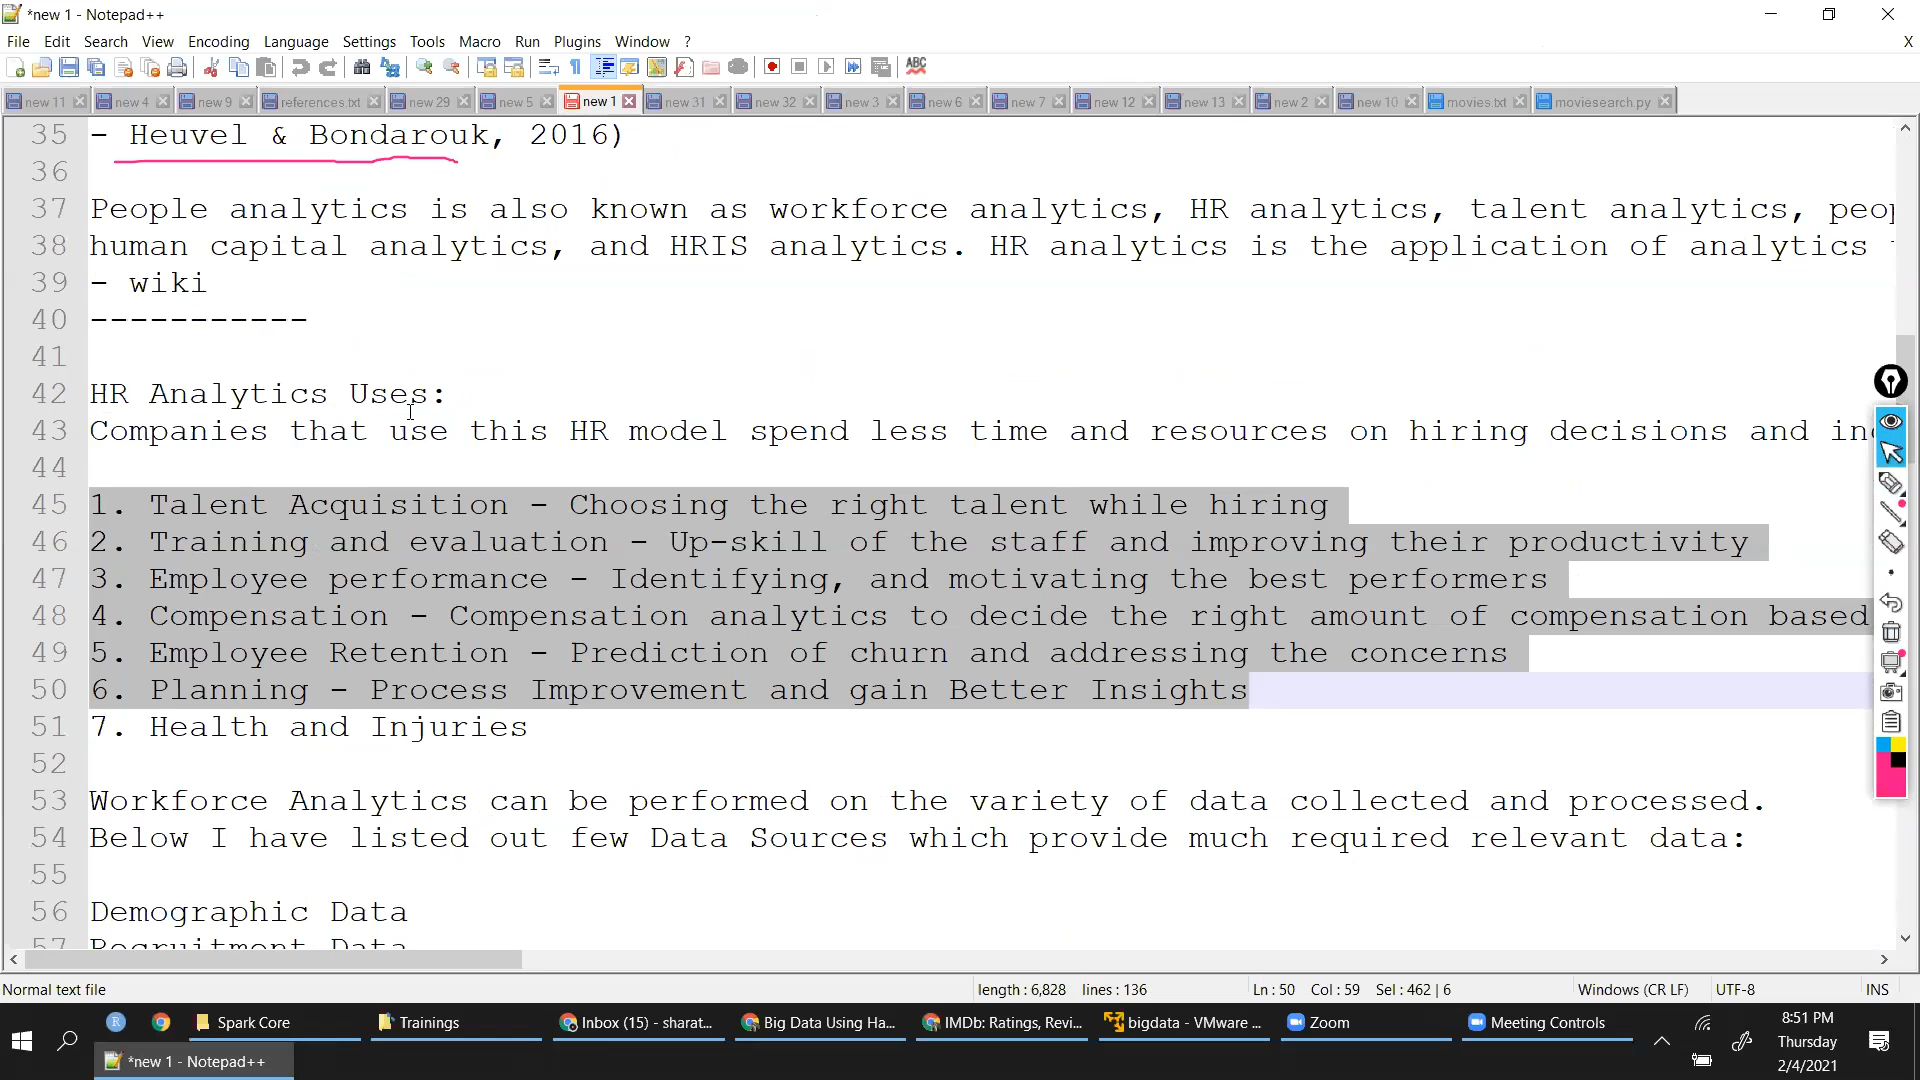 *new 1 - Notepad++
File Edit Search View Encoding Language Settings Tools Macro Run Plugins Window ? X
ABC
new 11 new 4 new 9 references.txt new 29 new 5 new 1 new 31 new 32 new 3 new 6 new 7 new 12 new 13 new 2 new 10 movies.txt moviesearch.py
35 - Heuvel & Bondarouk, 2016)
36
37 People analytics is also known as workforce analytics, HR analytics, talent analytics,
38 human capital analytics, and HRIS analytics. HR analytics is the application of analytics
39 - wiki
40 -----------
41
42 HR Analytics Uses:
43 Companies that use this HR model spend less time and resources on hiring decisions and
44
45 1. Talent Acquisition - Choosing the right talent while hiring
46 2. Training and evaluation - Up-skill of the staff and improving their productivity
47 3. Employee performance - Identifying, and motivating the best performers
48 4. Compensation - Compensation analytics to decide the right amount of compensation based
49 5. Employee Retention - Prediction of churn and addressing the concerns
50 6. Planning - Process Improvement and gain Better Insights
51 7. Health and Injuries
52
53 Workforce Analytics can be performed on the variety of data collected and processed.
54 Below I have listed out few Data Sources which provide much required relevant data:
55
56 Demographic Data
57 Recruitment Data
Normal text file length : 6,828 lines : 136 Ln : 50 Col : 59 Sel : 462 | 6 Windows (CR LF) UTF-8 INS
R Spark Core Trainings Inbox (15) - sharat... Big Data Using Ha... IMDb: Ratings, Revi... bigdata - VMware ... Zoom Meeting Controls
8:51 PM
Thursday
*new 1 - Notepad++
2/4/2021